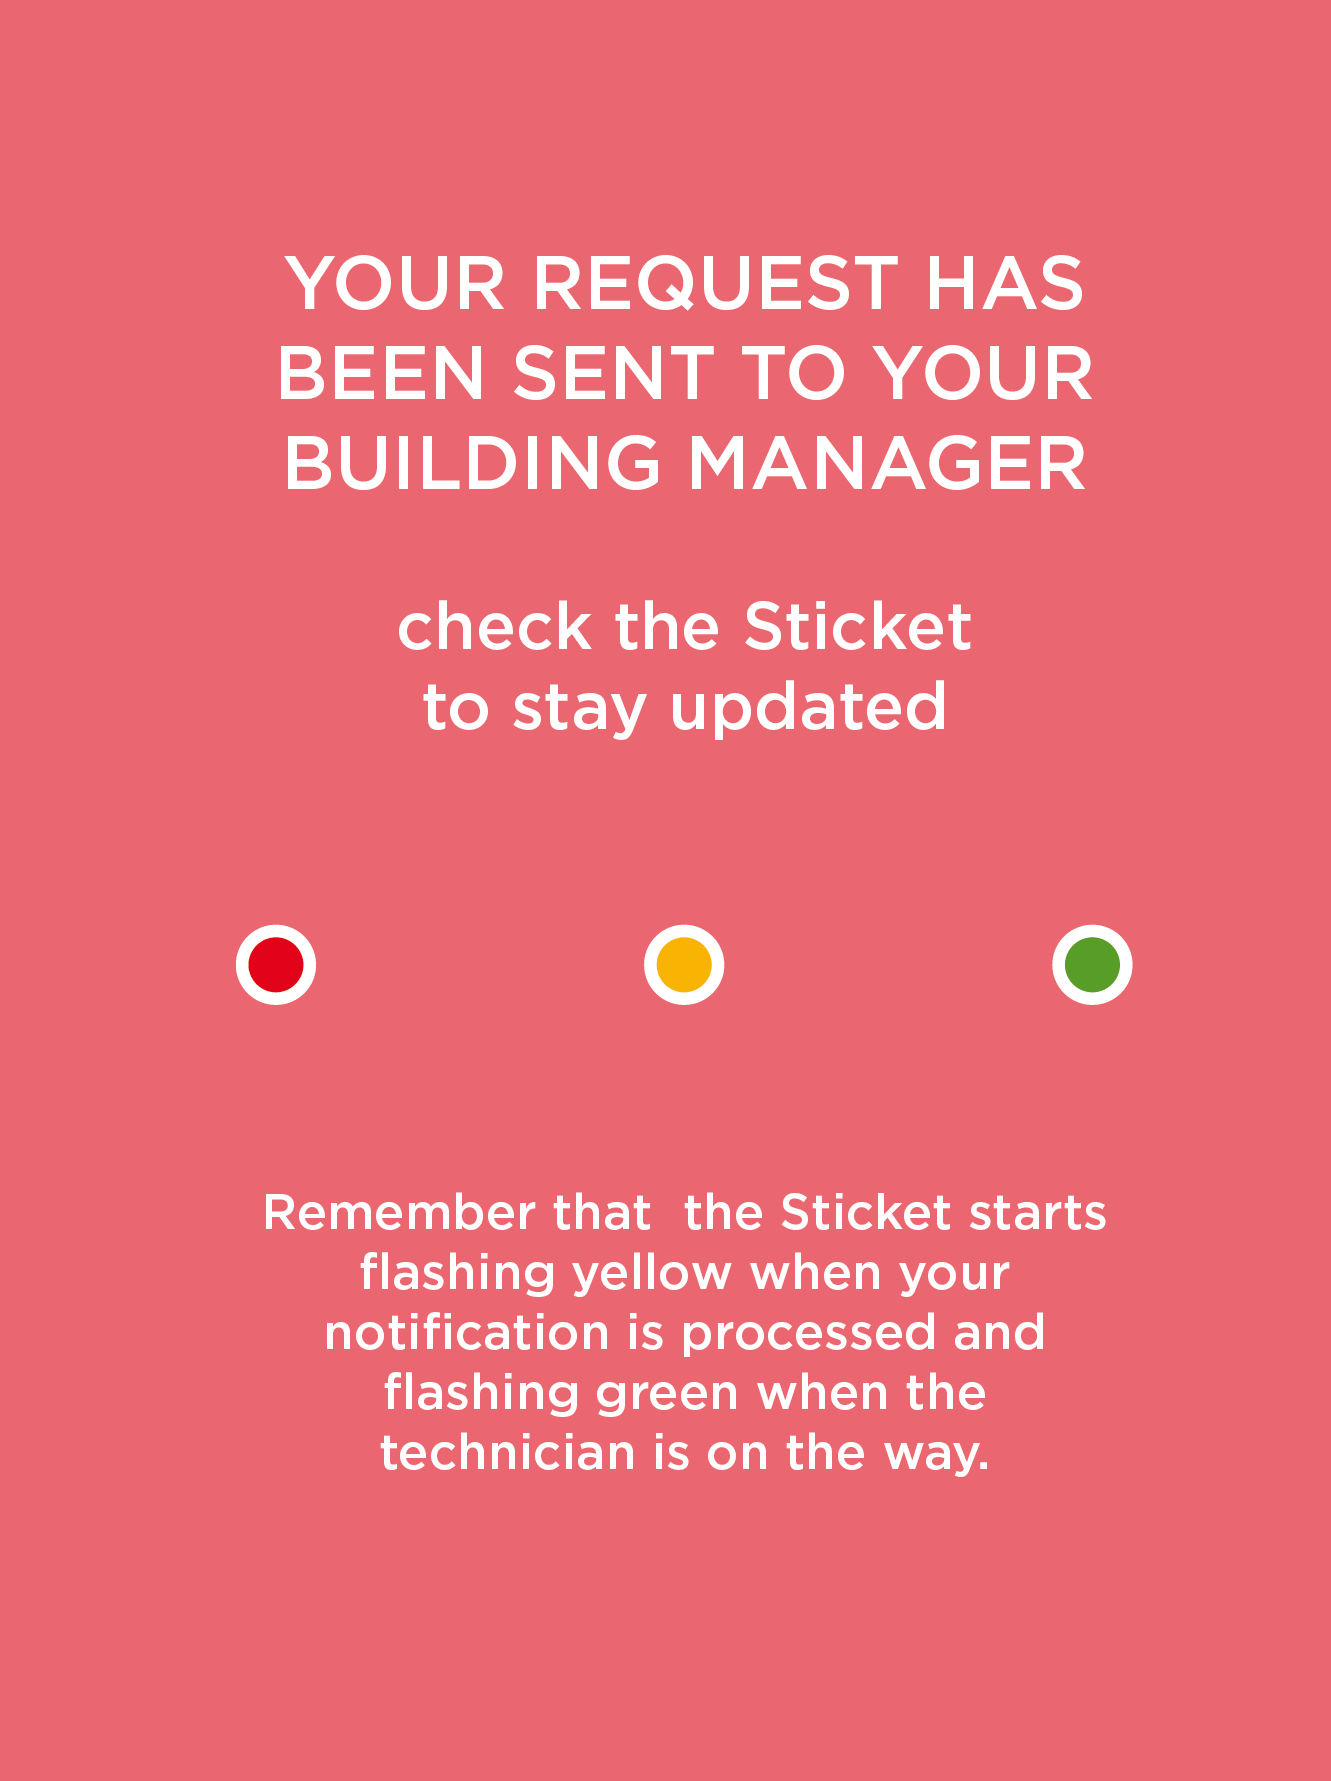 YOUR REQUEST HAS
BEEN SENT TO YOUR
BUILDING MANAGER
check the Sticket
to stay updated
Remember that  the Sticket starts
flashing yellow when your
notification is processed and
flashing green when the
technician is on the way.